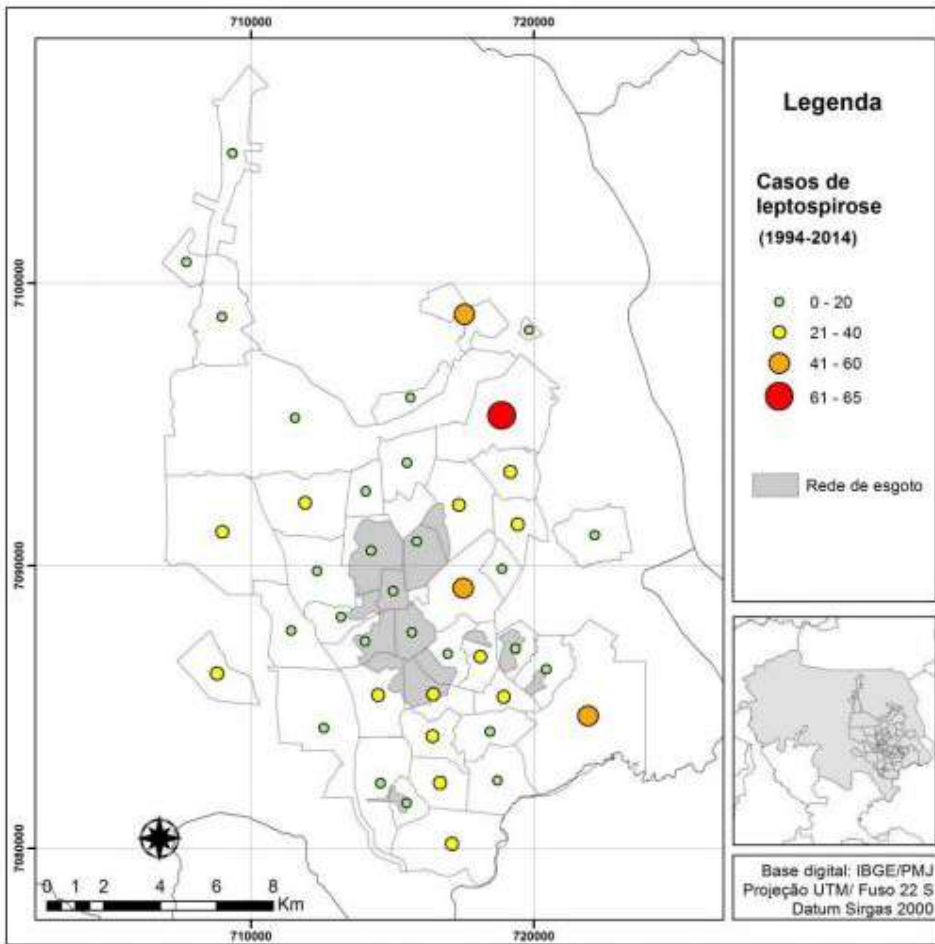 710000
720000
7100000
7090000
7080000
Legenda
Casos de
leptospirose
(1994-2014)
0 - 20
21 - 40
41 - 60
61 - 65
Rede de esgoto
0 1 2 4 6 8
Km
710000
720000
Base digital: IBGE/PMJ
Projeção UTM/ Fuso 22 S
Datum Sirgas 2000